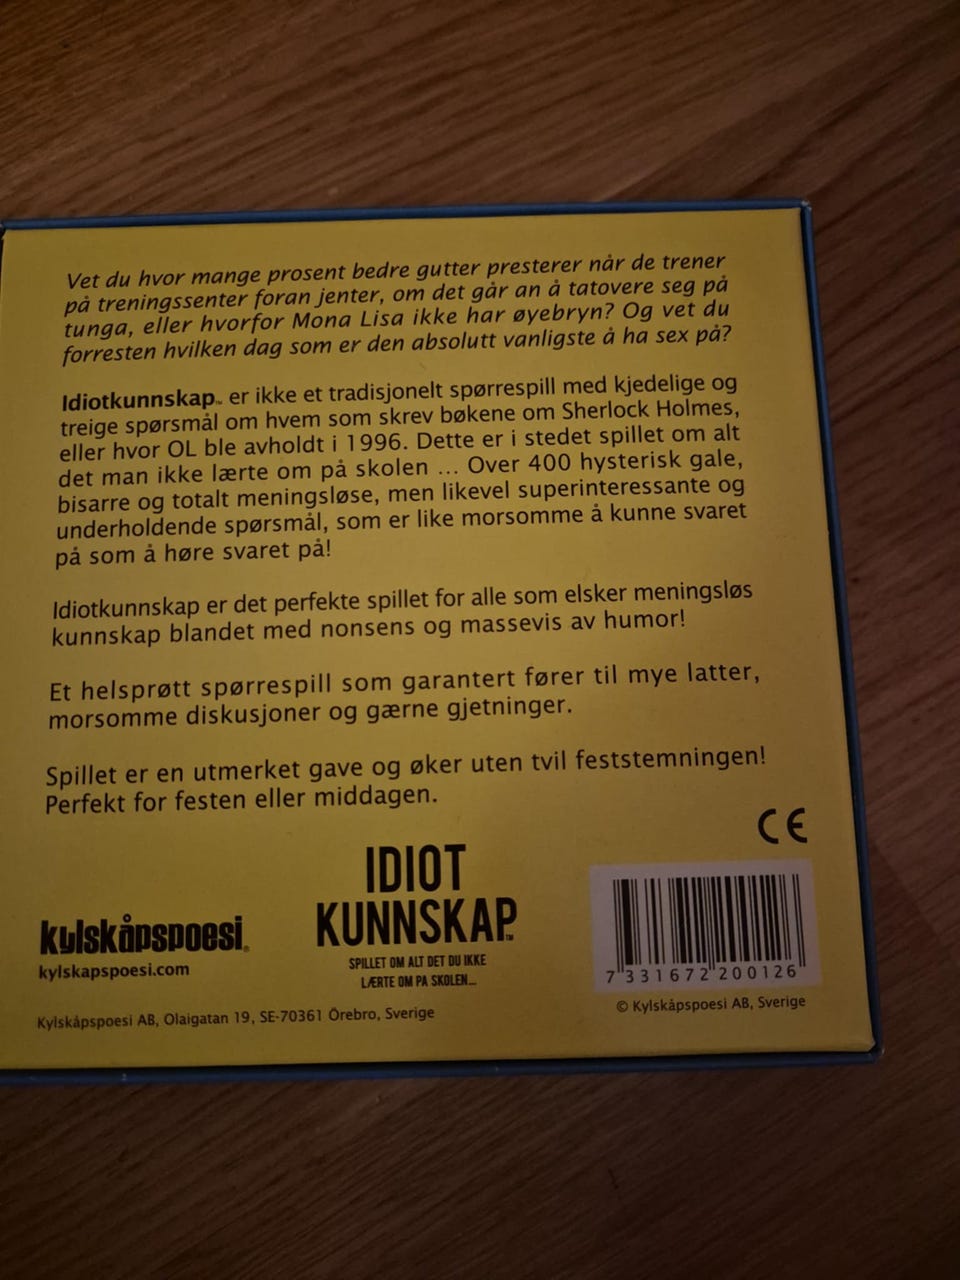 Vet du hvor mange prosent bedre gutter presterer når de trener
på treningssenter foran jenter, om det går an å tatovere seg på
tunga, eller hvorfor Mona Lisa ikke har øyebryn? Og vet du
forresten hvilken dag som er den absolutt vanligste å ha sex på?
Idiotkunnskap™ er ikke et tradisjonelt spørrespill med kjedelige og
treige spørsmål om hvem som skrev bøkene om Sherlock Holmes,
eller hvor OL ble avholdt i 1996. Dette er i stedet spillet om alt
det man ikke lærte om på skolen ... Over 400 hysterisk gale,
bisarre og totalt meningsløse, men likevel superinteressante og
underholdende spørsmål, som er like morsomme å kunne svaret
på som å høre svaret på!
Idiotkunnskap er det perfekte spillet for alle som elsker meningsløs
kunnskap blandet med nonsens og massevis av humor!
Et helsprøtt spørrespill som garantert fører til mye latter,
morsomme diskusjoner og gærne gjetninger.
Spillet er en utmerket gave og øker uten tvil feststemningen!
Perfekt for festen eller middagen.
CE
kylskåpspoesi®
kylskapspoesi.com
IDIOT
KUNNSKAP™
SPILLET OM ALT DET DU IKKE
LÆRTE OM PA SKOLEN...
7 331672 200126
Kylskåpspoesi AB, Olaigatan 19, SE-70361 Örebro, Sverige
© Kylskåpspoesi AB, Sverige